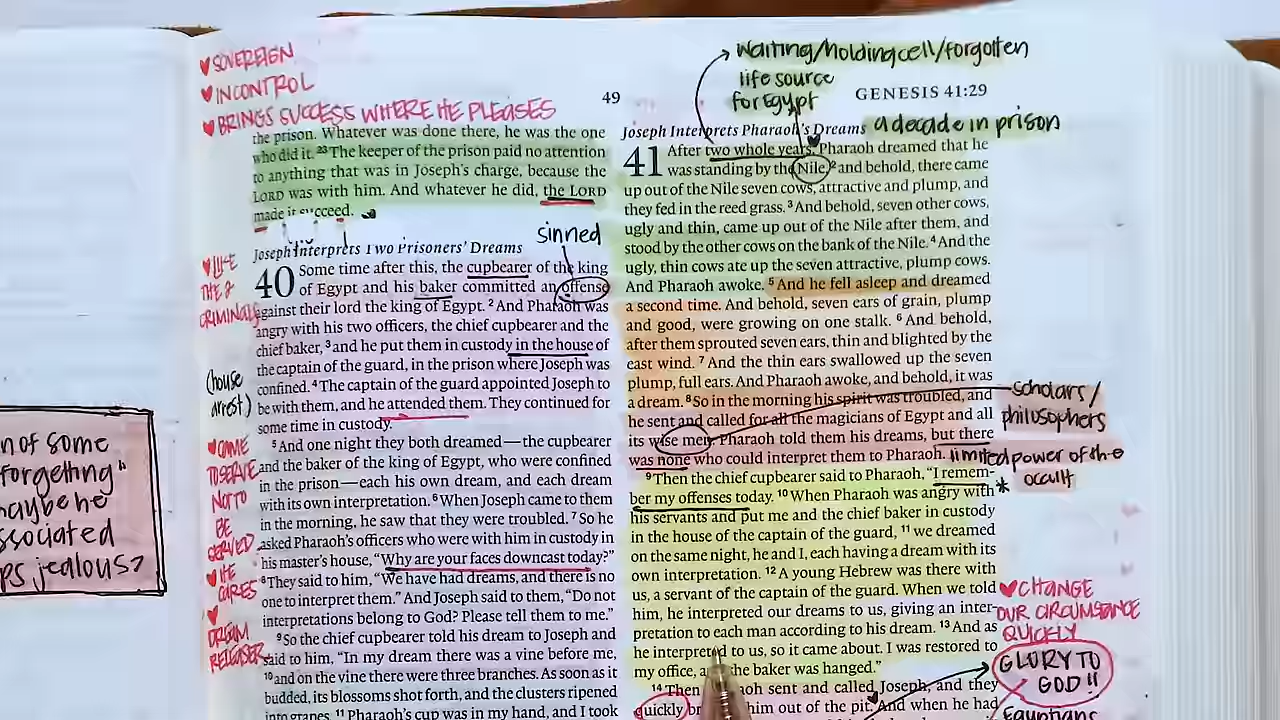 ♥SOVEREIGN
♥INCONTROL
♥BRINGS SUCCESS WHERE HE PLEASES
49
the prison. Whatever was done there, he was the one
who did it. 23 The keeper of the prison paid no attention
to anything that was in Joseph's charge, because the
LORD was with him. And whatever he did, the LORD
made it succeed.
Joseph Interprets Two Prisoners' Dreams
sinned
40 Some time after this, the cupbearer of the king
of Egypt and his baker committed an offense
against their lord the king of Egypt. 2 And Pharaoh was
angry with his two officers, the chief cupbearer and the
chief baker, 3 and he put them in custody in the house of
the captain of the guard, in the prison where Joseph was
confined. 4 The captain of the guard appointed Joseph to
be with them, and he attended them. They continued for
some time in custody.
5 And one night they both dreamed—the cupbearer
and the baker of the king of Egypt, who were confined
in the prison—each his own dream, and each dream
with its own interpretation. 6 When Joseph came to them
in the morning, he saw that they were troubled. 7 So he
asked Pharaoh's officers who were with him in custody in
his master's house, "Why are your faces downcast today?"
8 They said to him, "We have had dreams, and there is no
one to interpret them." And Joseph said to them, "Do not
interpretations belong to God? Please tell them to me."
9 So the chief cupbearer told his dream to Joseph and
said to him, "In my dream there was a vine before me,
10 and on the vine there were three branches. As soon as it
budded, its blossoms shot forth, and the clusters ripened
into grapes. 11 Pharaoh's cup was in my hand, and I took
♥LIKE
THE 2
CRIMINALS
(house
arrest)
♥CAME
TO SERVE
NOT TO
BE
SERVED
♥HE
CARES
♥
DREAM
RELEASER
n of some
forgetting"
maybe he
ssociated
ps jealous?
waiting/holding cell/forgotten
life source
for Egypt
GENESIS 41:29
Joseph Interprets Pharaoh's Dreams
a decade in prison
41 After two whole years, Pharaoh dreamed that he
was standing by the Nile, 2 and behold, there came
up out of the Nile seven cows, attractive and plump, and
they fed in the reed grass. 3 And behold, seven other cows,
ugly and thin, came up out of the Nile after them, and
stood by the other cows on the bank of the Nile. 4 And the
ugly, thin cows ate up the seven attractive, plump cows.
And Pharaoh awoke. 5 And he fell asleep and dreamed
a second time. And behold, seven ears of grain, plump
and good, were growing on one stalk. 6 And behold,
after them sprouted seven ears, thin and blighted by the
east wind. 7 And the thin ears swallowed up the seven
plump, full ears. And Pharaoh awoke, and behold, it was
a dream. 8 So in the morning his spirit was troubled, and
he sent and called for all the magicians of Egypt and all
its wise men. Pharaoh told them his dreams, but there
was none who could interpret them to Pharaoh.
9 Then the chief cupbearer said to Pharaoh, "I remem-
ber my offenses today. 10 When Pharaoh was angry with
his servants and put me and the chief baker in custody
in the house of the captain of the guard, 11 we dreamed
on the same night, he and I, each having a dream with its
own interpretation. 12 A young Hebrew was there with
us, a servant of the captain of the guard. When we told
him, he interpreted our dreams to us, giving an inter-
pretation to each man according to his dream. 13 And as
he interpreted to us, so it came about. I was restored to
my office, a he baker was hanged."
14 Then aoh sent and called Joseph, and they
quickly br him out of the pit. And when he had
scholars/
philosophers
limited power of the
occult
*
♥CHANGE
OUR CIRCUMSTANCE
QUICKLY
GLORY TO
GOD!!
Egyptians